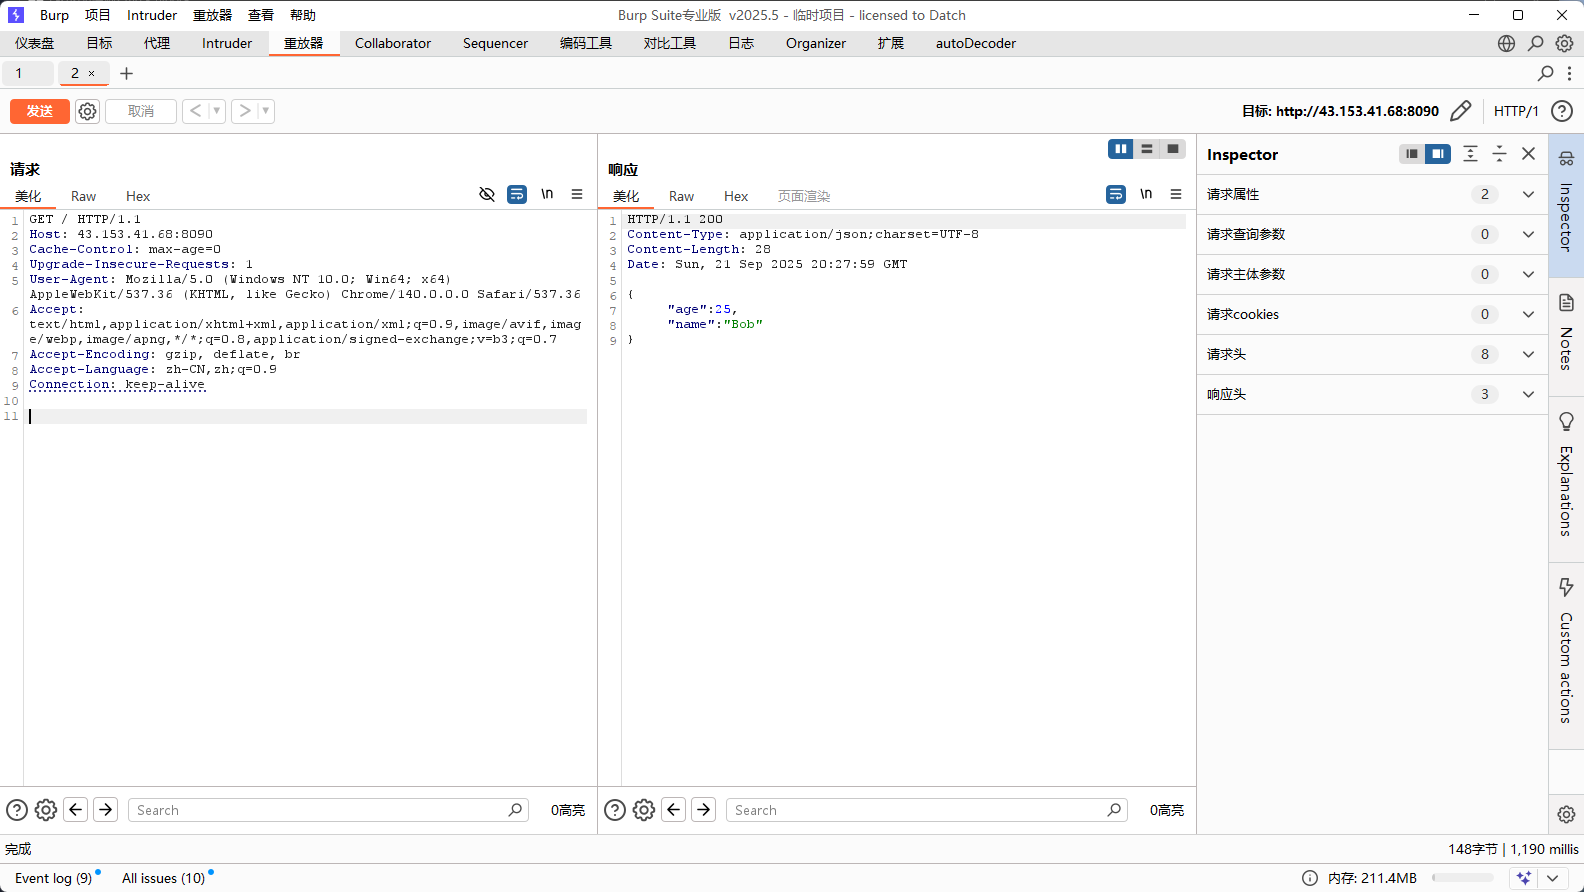 Burp 项目 Intruder 重放器 查看 帮助 Burp Suite专业版 v2025.5 - 临时项目 - licensed to Datch
仪表盘 目标 代理 Intruder 重放器 Collaborator Sequencer 编码工具 对比工具 日志 Organizer 扩展 autoDecoder
1 2 × +
发送 取消 < > 目标: http://43.153.41.68:8090 HTTP/1
请求
美化 Raw Hex \n
1 GET / HTTP/1.1
2 Host: 43.153.41.68:8090
3 Cache-Control: max-age=0
4 Upgrade-Insecure-Requests: 1
5 User-Agent: Mozilla/5.0 (Windows NT 10.0; Win64; x64)
AppleWebKit/537.36 (KHTML, like Gecko) Chrome/140.0.0.0 Safari/537.36
6 Accept:
text/html,application/xhtml+xml,application/xml;q=0.9,image/avif,imag
e/webp,image/apng,*/*;q=0.8,application/signed-exchange;v=b3;q=0.7
7 Accept-Encoding: gzip, deflate, br
8 Accept-Language: zh-CN,zh;q=0.9
9 Connection: keep-alive
10
11
Search 0高亮
响应
美化 Raw Hex 页面渲染 \n
1 HTTP/1.1 200
2 Content-Type: application/json;charset=UTF-8
3 Content-Length: 28
4 Date: Sun, 21 Sep 2025 20:27:59 GMT
5
6 {
7 "age":25,
8 "name":"Bob"
9 }
Search 0高亮
Inspector
请求属性 2
请求查询参数 0
请求主体参数 0
请求cookies 0
请求头 8
响应头 3
Inspector
Notes
Explanations
Custom actions
完成 148字节 | 1,190 millis
Event log (9) All issues (10) 内存: 211.4MB